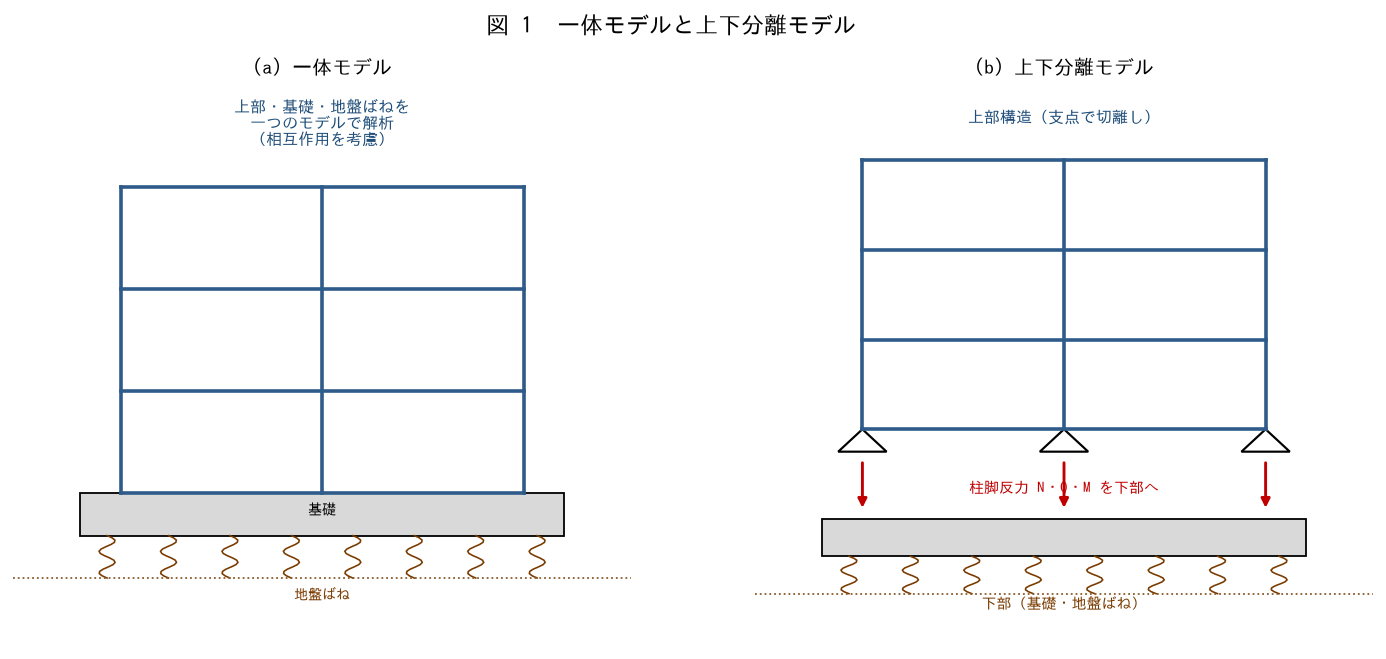 図 1　一体モデルと上下分離モデル
(a) 一体モデル
上部・基礎・地盤ばねを
一つのモデルで解析
(相互作用を考慮)
基礎
地盤ばね
(b) 上下分離モデル
上部構造 (支点で切離し)
柱脚反力 N・Q・M を下部へ
下部 (基礎・地盤ばね)